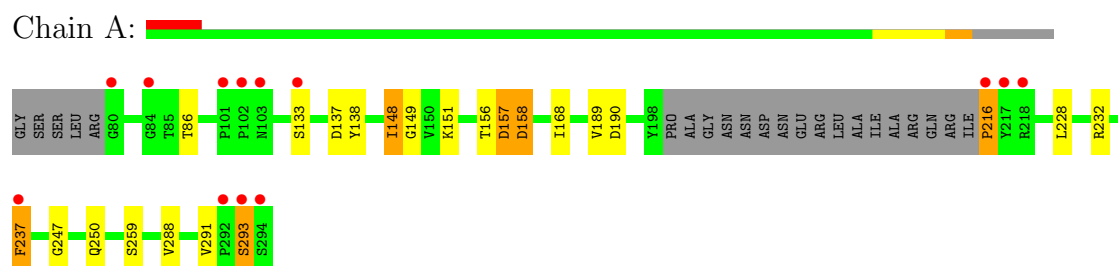 Chain A:
GLY SER SER LEU ARG G80 G84 T85 T86 P101 P102 N103 S133 D137 Y138 I148 G149 V150 K151 T156 D157 D158 I168 V189 D190 Y198 PRO ALA GLY ASN ASN ASP ASN GLU ARG LEU ALA ILE ALA ARG GLN ARG ILE P216 Y217 R218 L228 R232
F237 G247 Q250 S259 V288 V291 P292 S293 S294